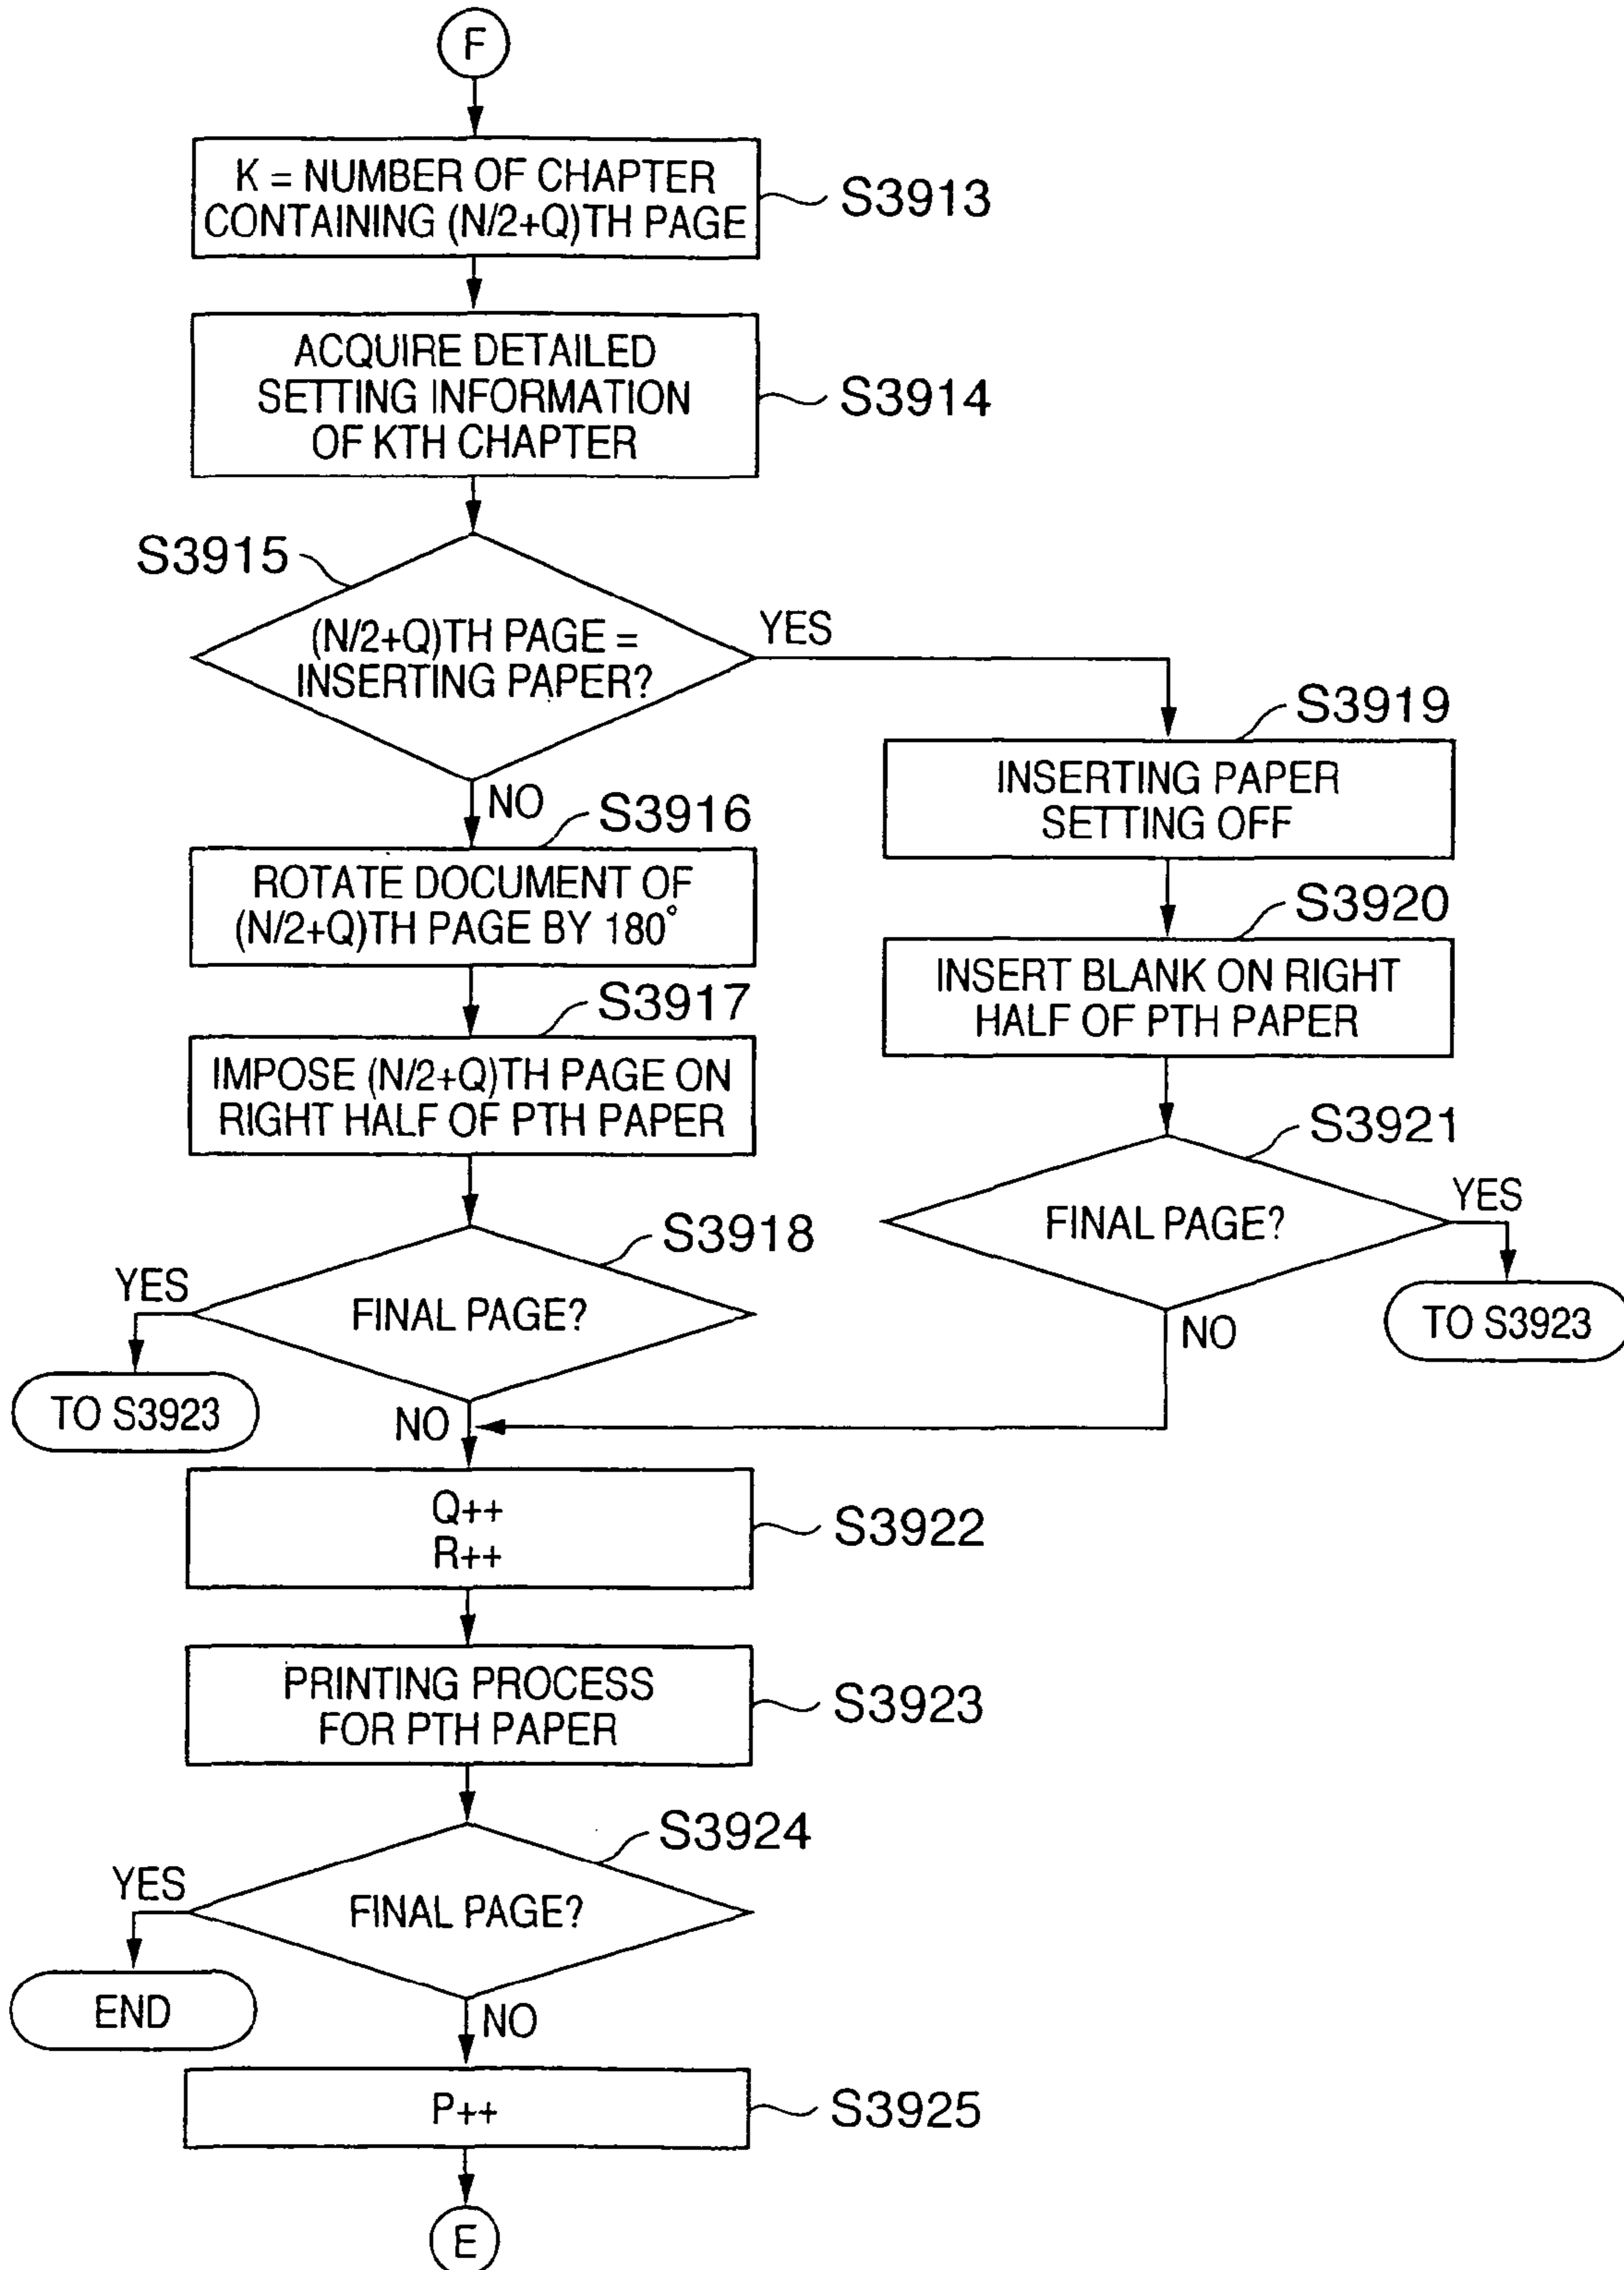 F
K = NUMBER OF CHAPTER
CONTAINING (N/2+Q)TH PAGE
S3913
ACQUIRE DETAILED
SETTING INFORMATION
OF KTH CHAPTER
S3914
S3915
(N/2+Q)TH PAGE =
INSERTING PAPER?
YES
NO
S3919
INSERTING PAPER
SETTING OFF
S3916
ROTATE DOCUMENT OF
(N/2+Q)TH PAGE BY 180°
S3920
INSERT BLANK ON RIGHT
HALF OF PTH PAPER
S3917
IMPOSE (N/2+Q)TH PAGE ON
RIGHT HALF OF PTH PAPER
S3921
FINAL PAGE?
YES
TO S3923
NO
S3918
FINAL PAGE?
YES
TO S3923
NO
Q++
R++
S3922
PRINTING PROCESS
FOR PTH PAPER
S3923
S3924
FINAL PAGE?
YES
END
NO
P++
S3925
E